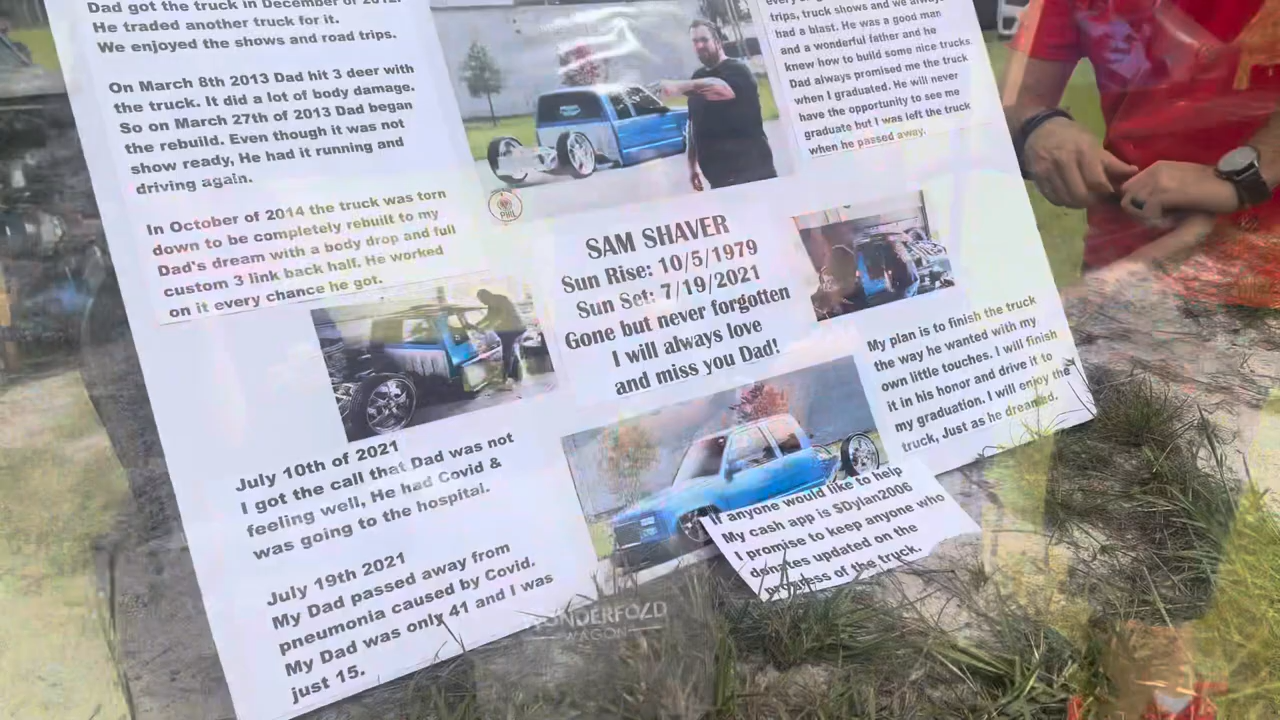 Dad got the truck in December of 2012.
He traded another truck for it.
We enjoyed the shows and road trips.
On March 8th 2013 Dad hit 3 deer with
the truck. It did a lot of body damage.
So on March 27th of 2013 Dad began
the rebuild. Even though it was not
show ready, He had it running and
driving again.
In October of 2014 the truck was torn
down to be completely rebuilt to my
Dad's dream with a body drop and full
custom 3 link back half. He worked
on it every chance he got.
July 10th of 2021
I got the call that Dad was not
feeling well, He had Covid &
was going to the hospital.
July 19th 2021
My Dad passed away from
pneumonia caused by Covid.
My Dad was only 41 and I was
just 15.
PHIL
SAM SHAVER
Sun Rise: 10/5/1979
Sun Set: 7/19/2021
Gone but never forgotten
I will always love
and miss you Dad!
trips, truck shows and we always
had a blast. He was a good man
and a wonderful father and he
knew how to build some nice trucks.
Dad always promised me the truck
when I graduated. He will never
have the opportunity to see me
graduate but I was left the truck
when he passed away.
My plan is to finish the truck
the way he wanted with my
own little touches. I will finish
it in his honor and drive it to
my graduation. I will enjoy the
truck, Just as he dreamed.
If anyone would like to help
My cash app is $Dylan2006
I promise to keep anyone who
donates updated on the
progress of the truck.
WONDERFOLD
WAGON